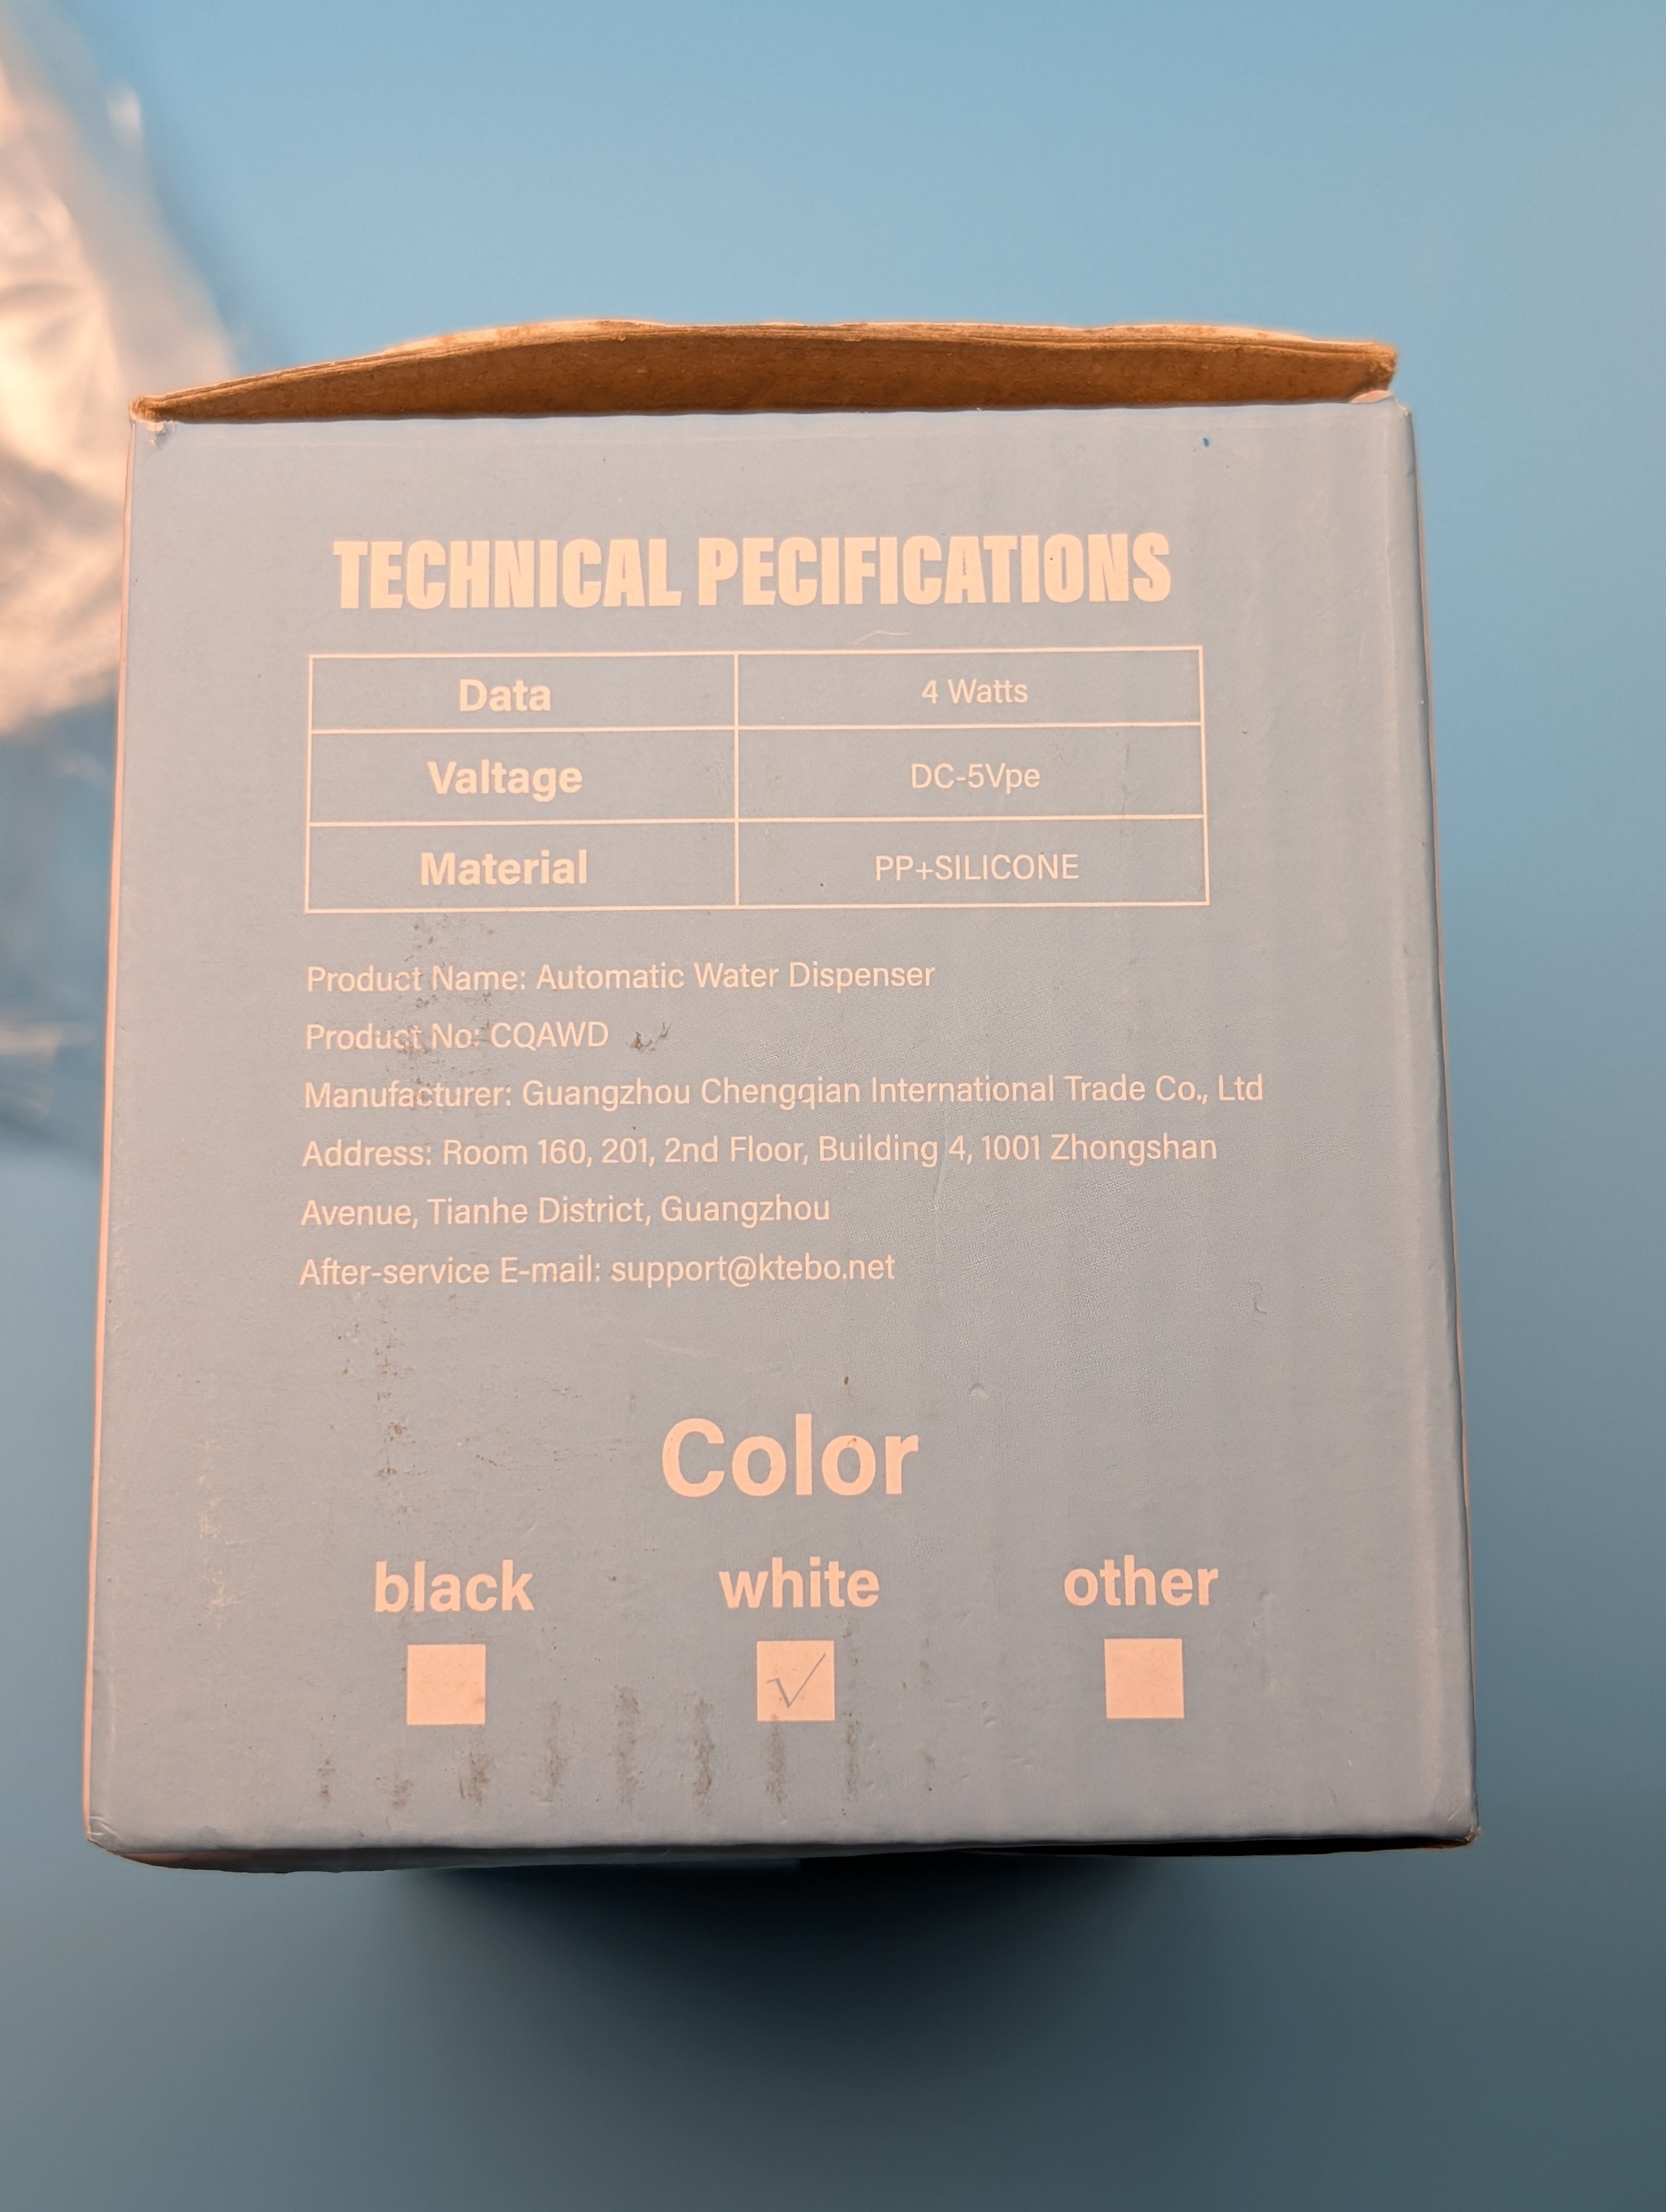 TECHNICAL PECIFICATIONS
Data 4 Watts
Valtage DC-5Vpe
Material PP+SILICONE
Product Name: Automatic Water Dispenser
Product No: CQAWD
Manufacturer: Guangzhou Chengqian International Trade Co., Ltd
Address: Room 160, 201, 2nd Floor, Building 4, 1001 Zhongshan
Avenue, Tianhe District, Guangzhou
After-service E-mail: support@ktebo.net
Color
black white other